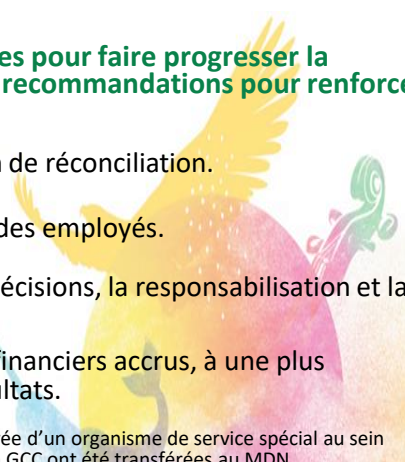 es pour faire progresser la
recommandations pour renforce
de réconciliation.
des employés.
écisions, la responsabilisation et la
financiers accrus, à une plus
ultats.
ée d'un organisme de service spécial au sein
GCC ont été transférées au MDN